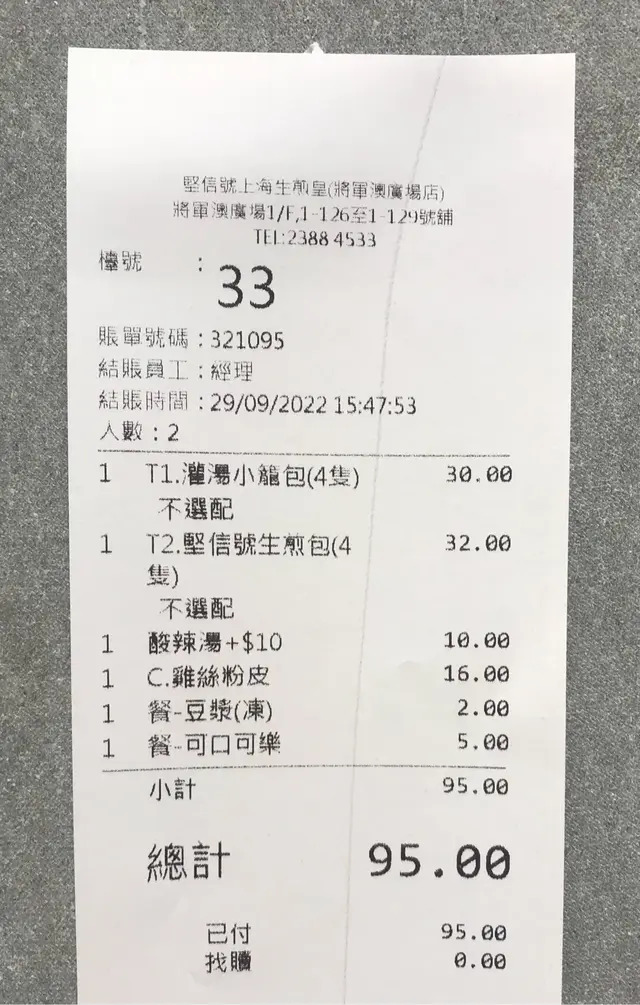 堅信號上海生煎皇(將軍澳廣場店)
將軍澳廣場1/F,1-126至1-129號舖
TEL:2388 4533
檯號 : 33
賬單號碼 : 321095
結賬員工 : 經理
結賬時間 : 29/09/2022 15:47:53
人數 : 2
1 T1.灌湯小籠包(4隻) 30.00
不選配
1 T2.堅信號生煎包(4 32.00
隻)
不選配
1 酸辣湯+$10 10.00
1 C.雞絲粉皮 16.00
1 餐-豆漿(凍) 2.00
1 餐-可口可樂 5.00
小計 95.00
總計 95.00
已付 95.00
找贖 0.00